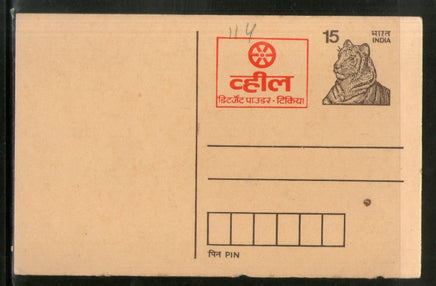 114
15 भारत
INDIA
व्हील
डिटर्जेंट पाउडर · टिकिया
पिन PIN